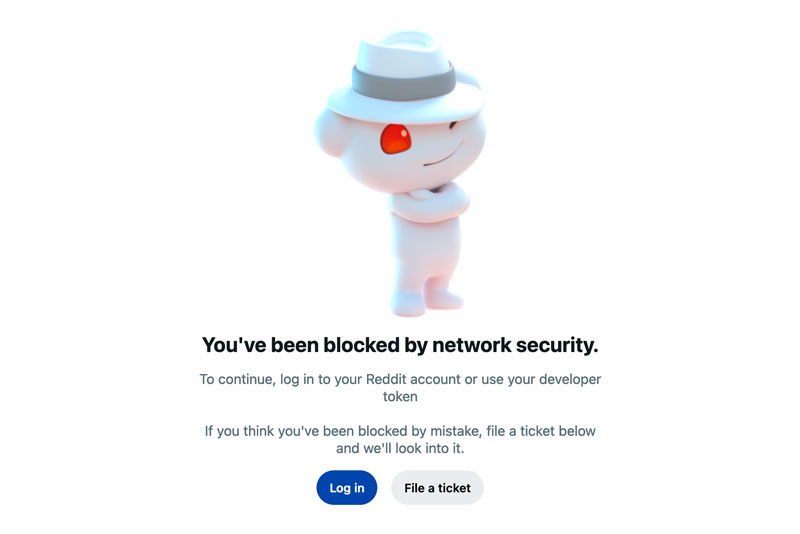 You've been blocked by network security.
To continue, log in to your Reddit account or use your developer
token
If you think you've been blocked by mistake, file a ticket below
and we'll look into it.
Log in
File a ticket